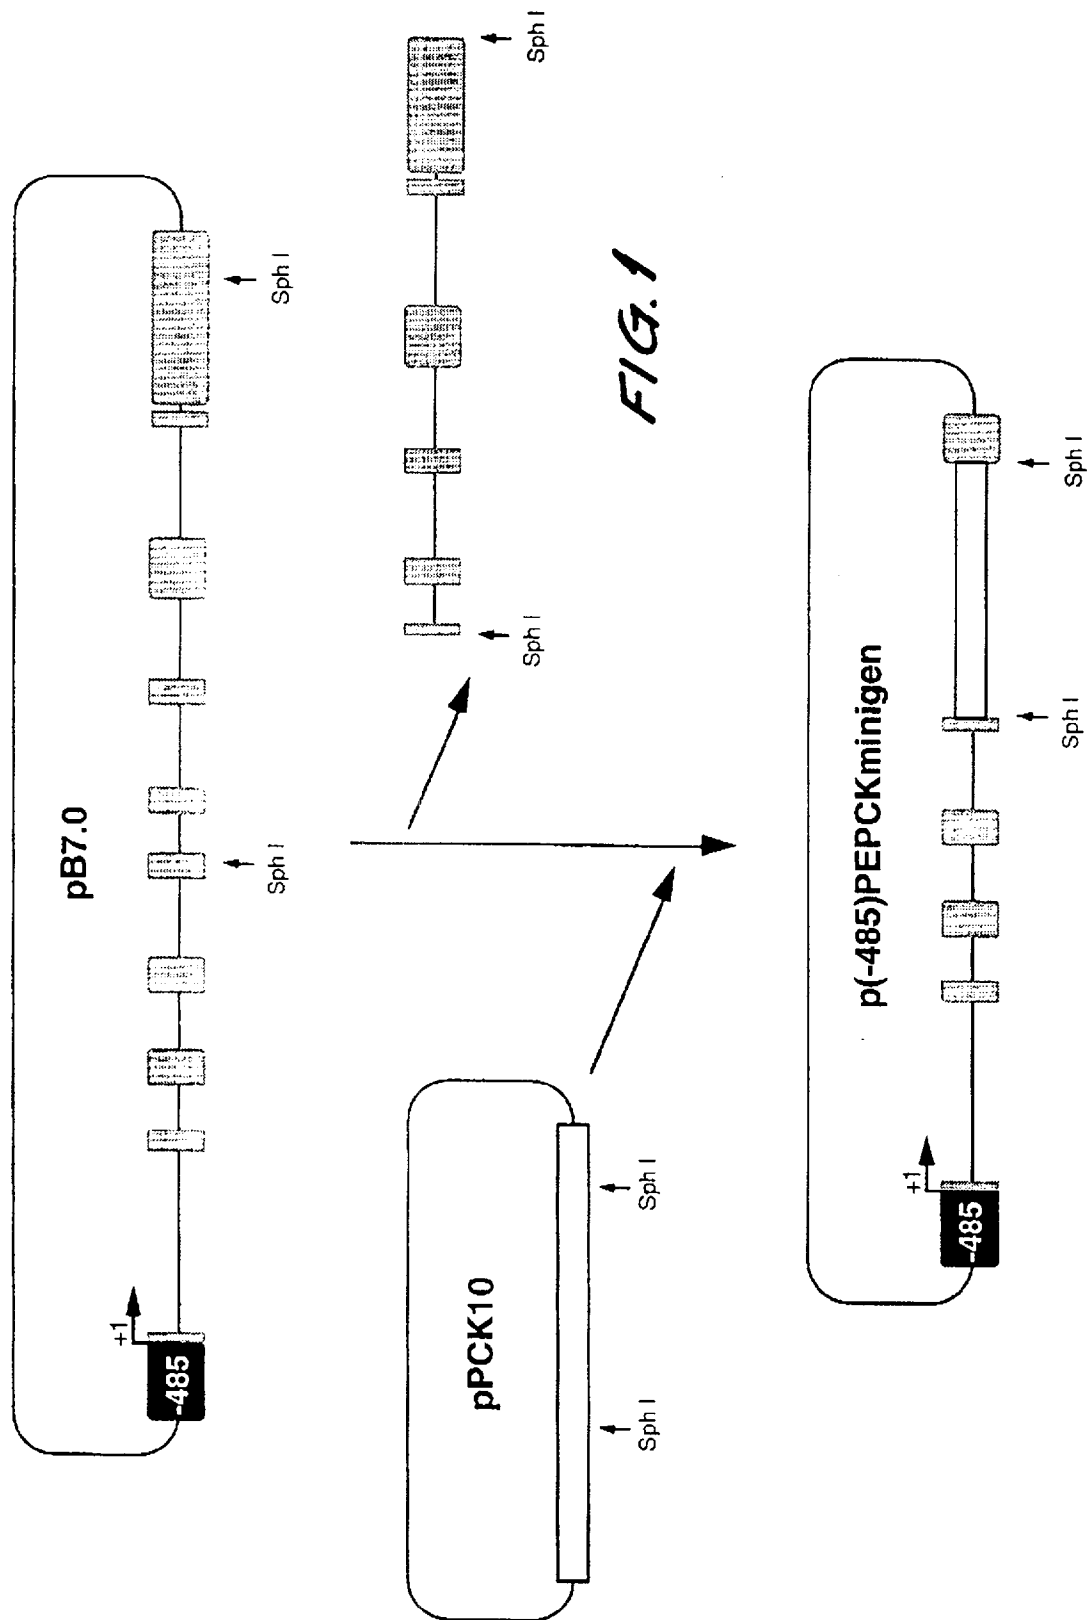 pB7.0
+1
-485
Sph I
Sph I
Sph I
Sph I
pPCK10
Sph I
Sph I
FIG. 1
p(-485)PEPCKminigen
+1
-485
Sph I
Sph I